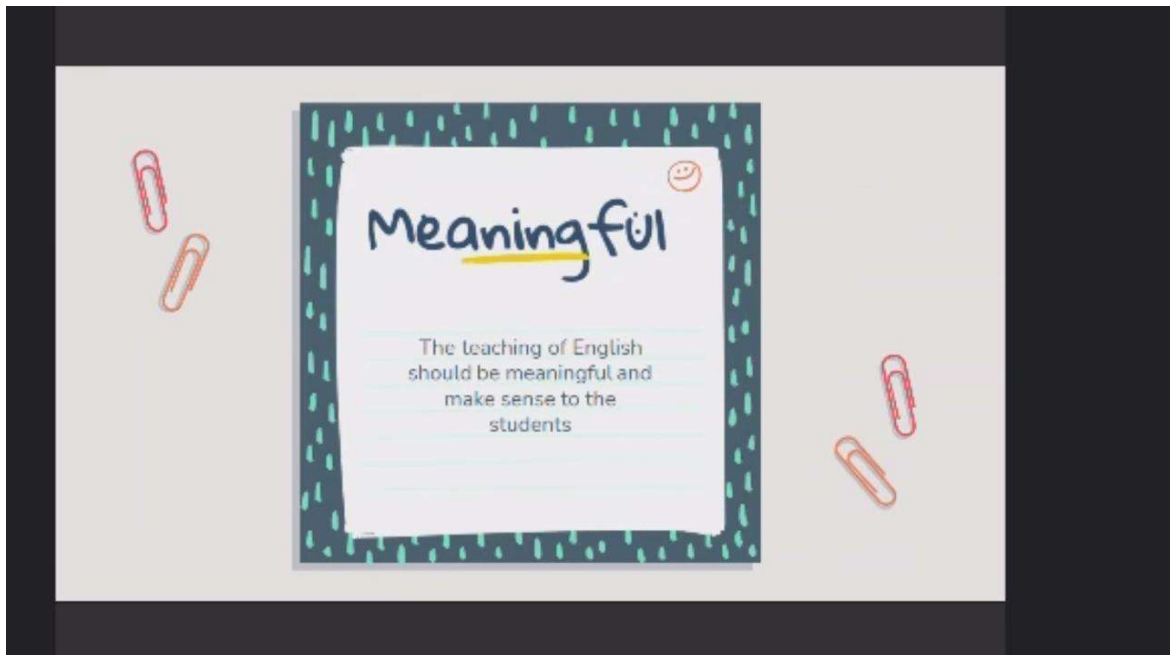 Meaningful
The teaching of English
should be meaningful and
make sense to the
students